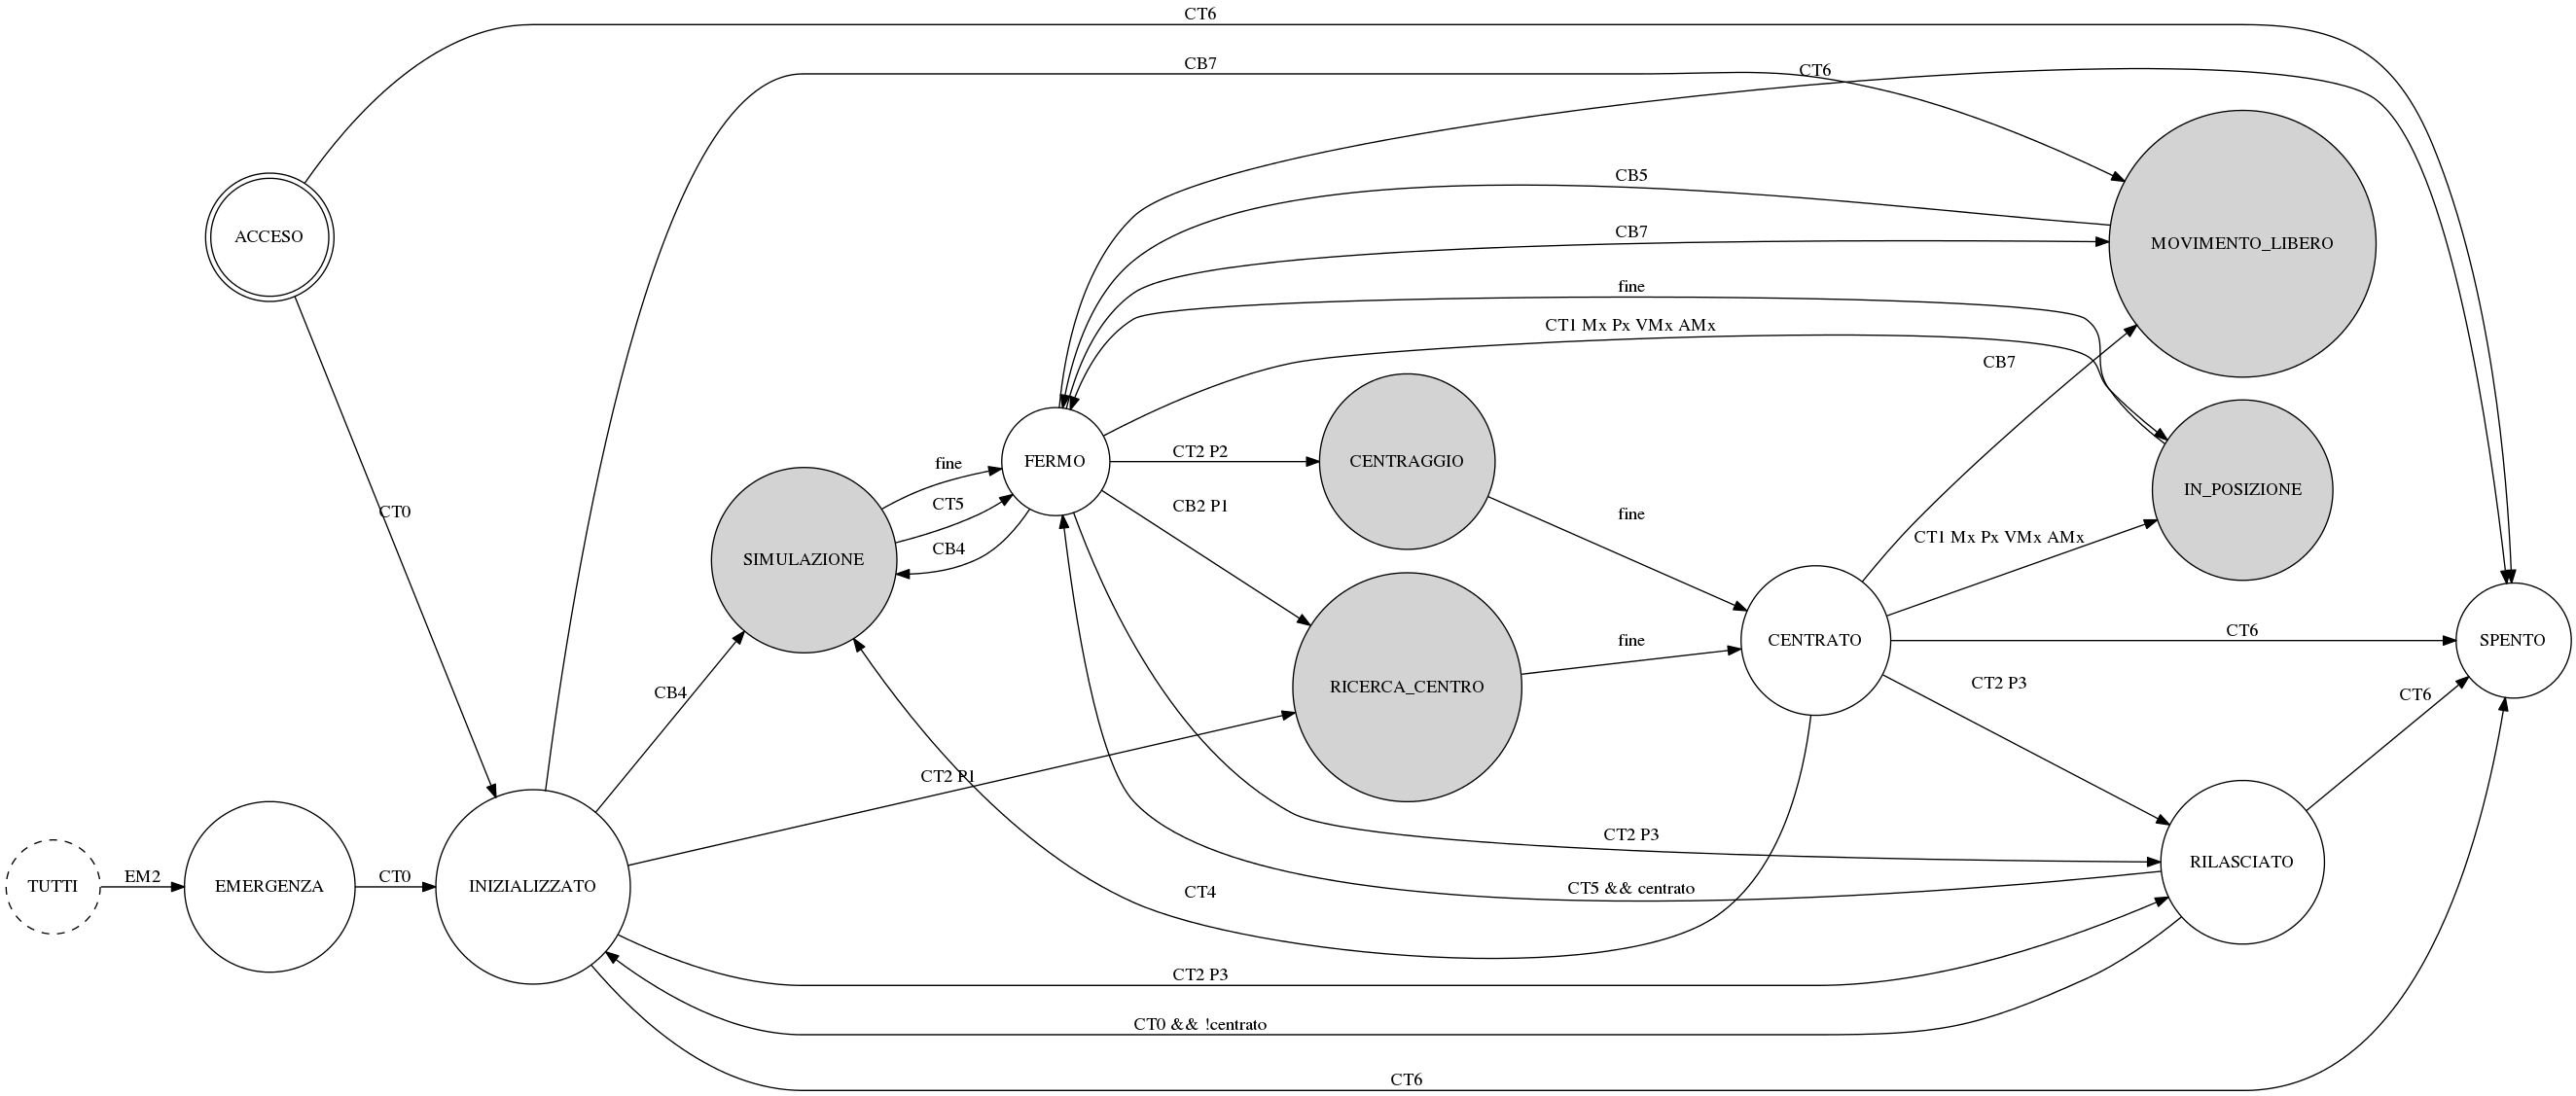 CT6
CB7
CT6
CB5
CB7
ACCESO
MOVIMENTO_LIBERO
fine
CT1 Mx Px VMx AMx
CB7
CT2 P2
FERMO
CENTRAGGIO
fine
IN_POSIZIONE
CT5
CB2 P1
CT0
fine
CT1 Mx Px VMx AMx
CB4
SIMULAZIONE
CT6
fine
CENTRATO
SPENTO
CB4
RICERCA_CENTRO
CT2 P3
CT6
CT2 P1
CT2 P3
RILASCIATO
EM2
CT0
TUTTI
EMERGENZA
INIZIALIZZATO
CT4
CT5 && centrato
CT2 P3
CT0 && !centrato
CT6